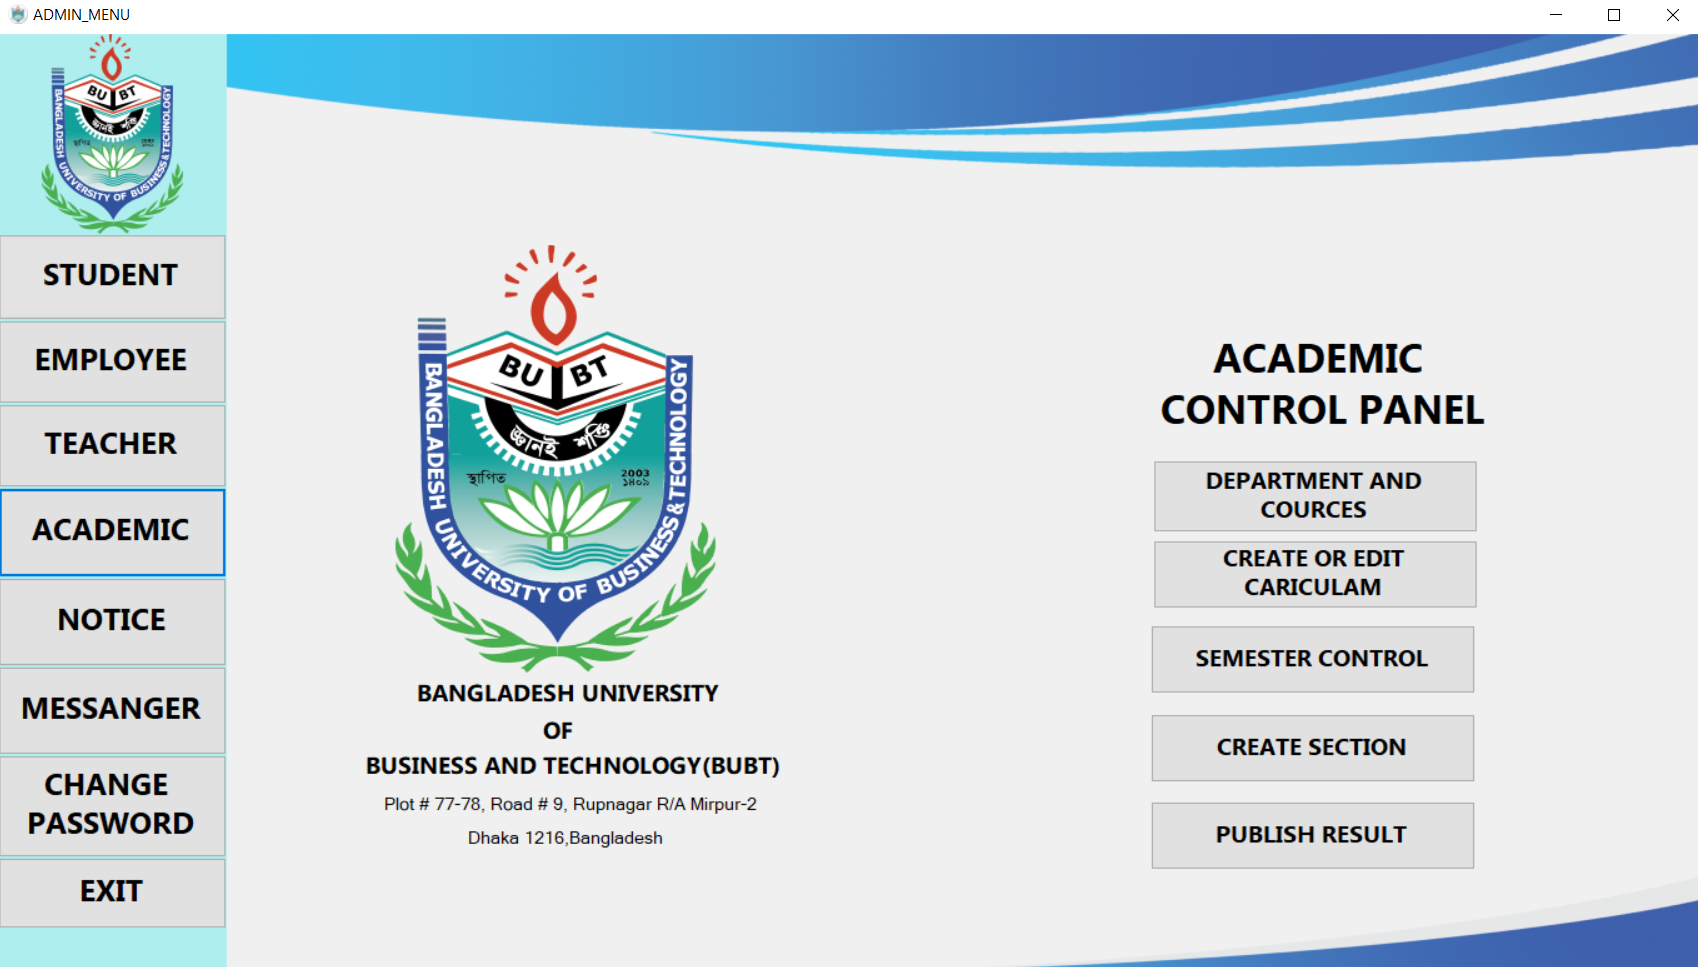 ADMIN_MENU
BU BT
জ্ঞানই শক্তি
স্থাপিত
BANGLADESH UNIVERSITY OF BUSINESS & TECHNOLOGY
STUDENT
EMPLOYEE
TEACHER
ACADEMIC
NOTICE
MESSANGER
CHANGE
PASSWORD
EXIT
BU BT
জ্ঞানই শক্তি
স্থাপিত
2003
BANGLADESH UNIVERSITY OF BUSINESS & TECHNOLOGY
BANGLADESH UNIVERSITY
OF
BUSINESS AND TECHNOLOGY(BUBT)
Plot # 77-78, Road # 9, Rupnagar R/A Mirpur-2
Dhaka 1216,Bangladesh
ACADEMIC
CONTROL PANEL
DEPARTMENT AND
COURCES
CREATE OR EDIT
CARICULAM
SEMESTER CONTROL
CREATE SECTION
PUBLISH RESULT